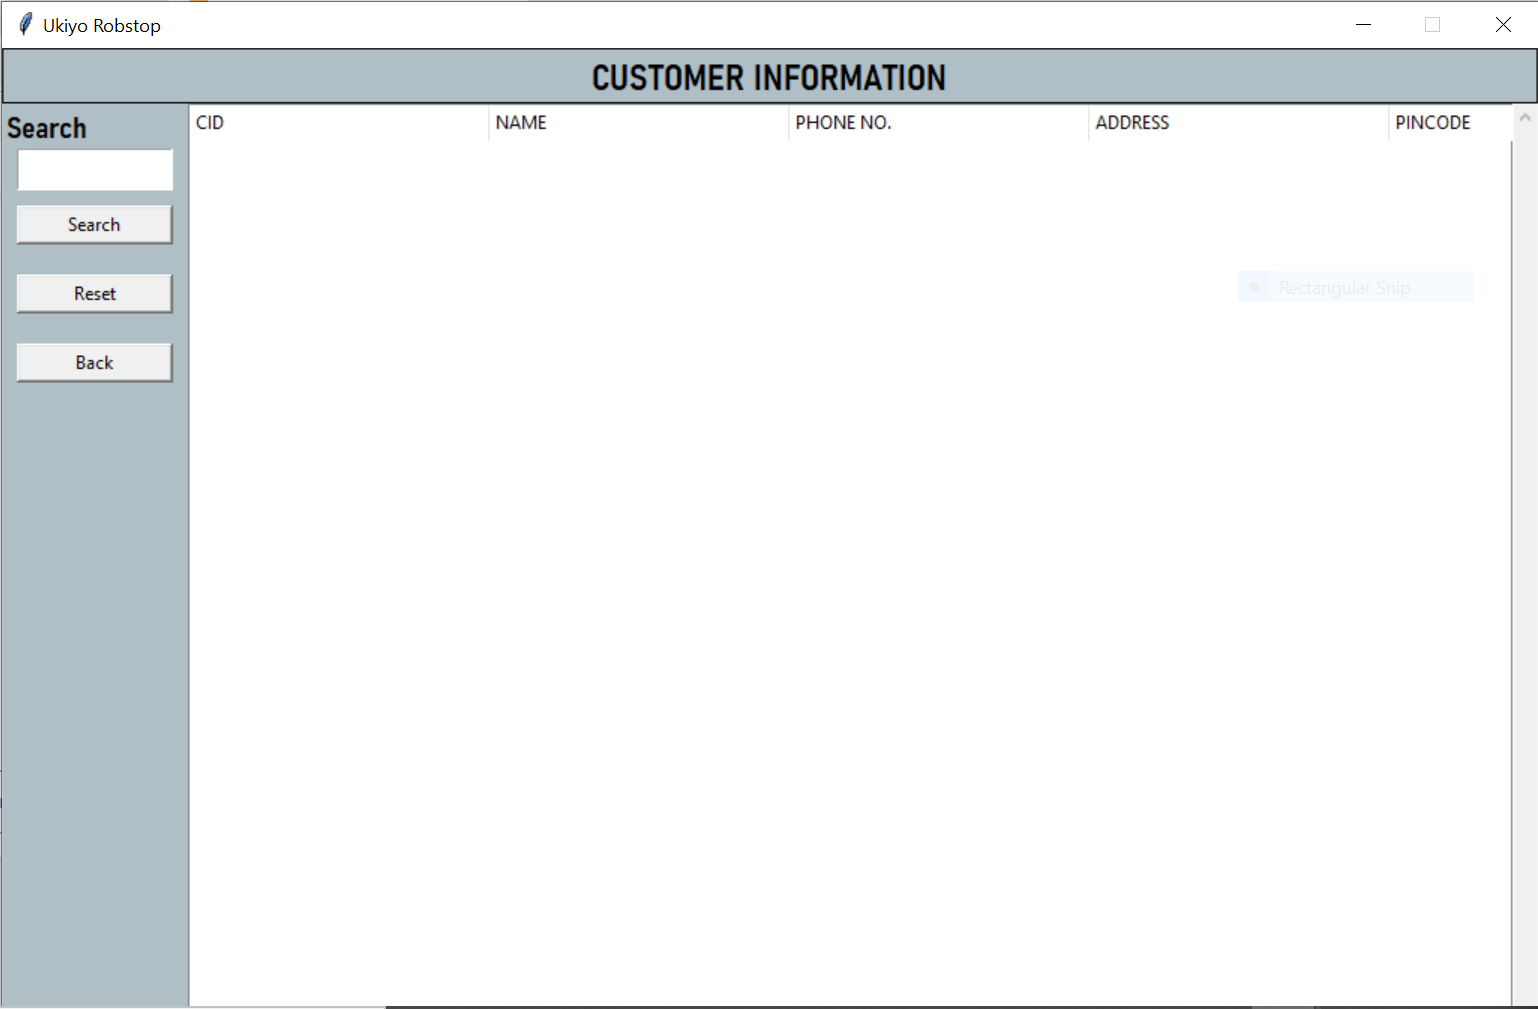 Ukiyo Robstop
CUSTOMER INFORMATION
Search
CID NAME PHONE NO. ADDRESS PINCODE
Search
Rectangular Snip
Reset
Back